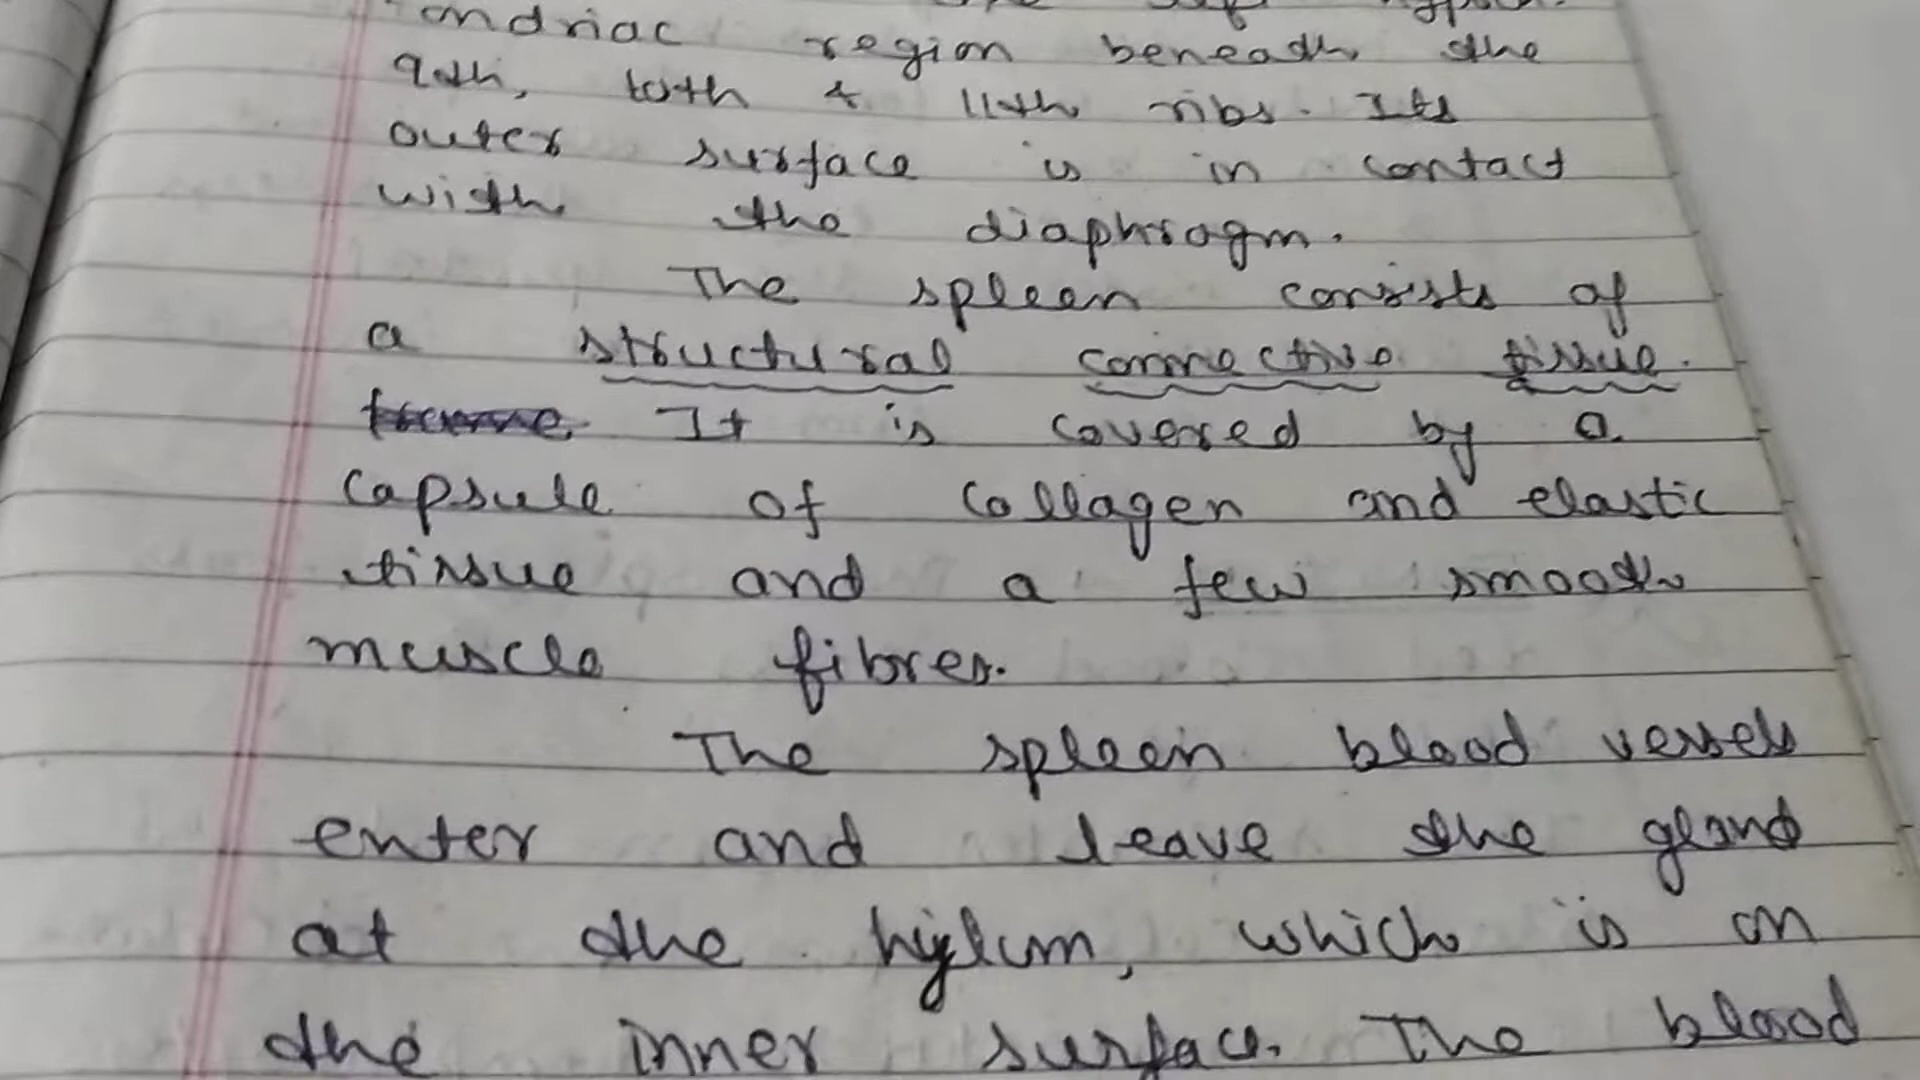 ondriac region beneath the
9th, 10th & 11th ribs. Its
outer surface is in contact
with the diaphragm.
The spleen consists of
a structural connective tissue.
It is covered by a
capsule of collagen and elastic
tissue and a few smooth
muscle fibres.
The spleen blood vessels
enter and leave the gland
at the hylum, which is on
the inner surface. The blood